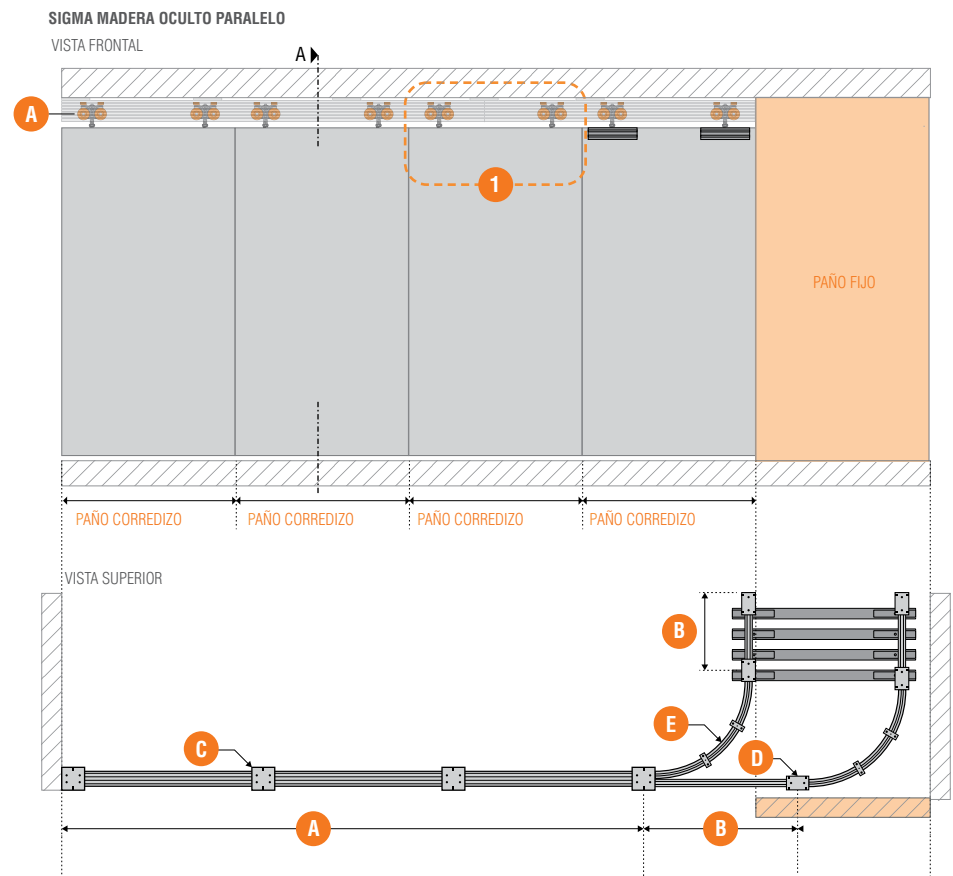 SIGMA MADERA OCULTO PARALELO
VISTA FRONTAL
A
A
1
PAÑO FIJO
PAÑO CORREDIZO
PAÑO CORREDIZO
PAÑO CORREDIZO
PAÑO CORREDIZO
VISTA SUPERIOR
B
E
C
D
A
B